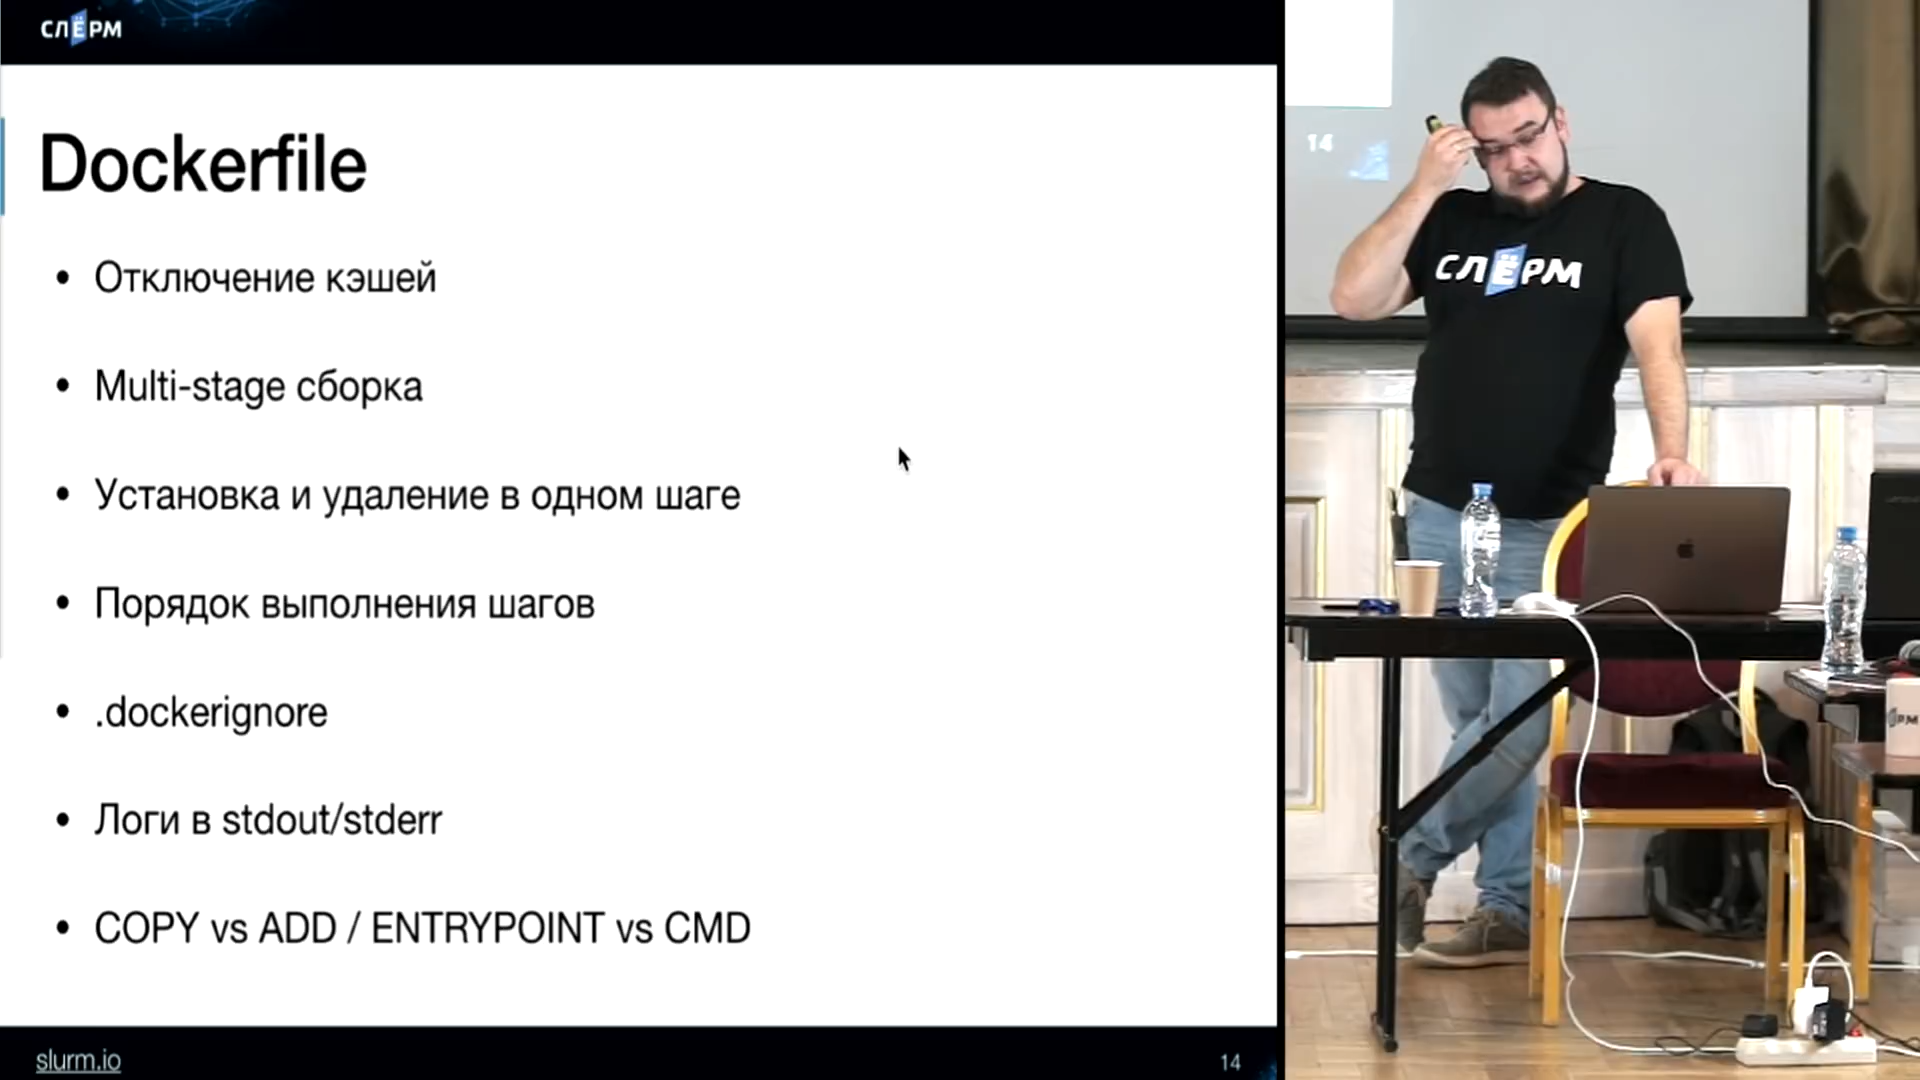 СЛЁРМ
Dockerfile
• Отключение кэшей
• Multi-stage сборка
• Установка и удаление в одном шаге
• Порядок выполнения шагов
• .dockerignore
• Логи в stdout/stderr
• COPY vs ADD / ENTRYPOINT vs CMD
slurm.io
14
14
СЛЁРМ